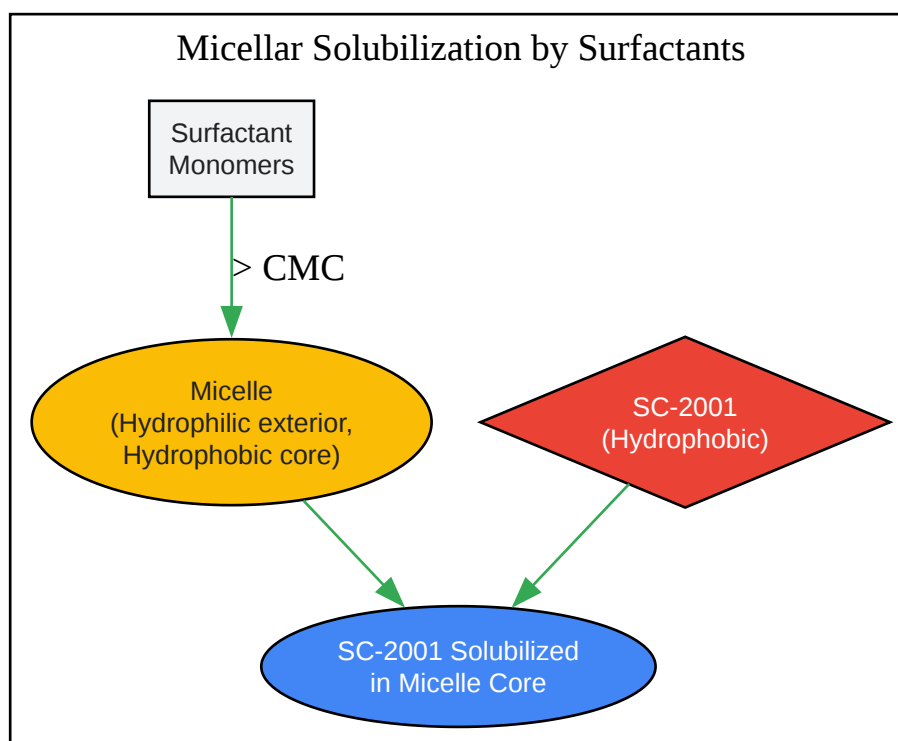 Micellar Solubilization by Surfactants
Surfactant
Monomers
> CMC
Micelle
(Hydrophilic exterior,
Hydrophobic core)
SC-2001
(Hydrophobic)
SC-2001 Solubilized
in Micelle Core